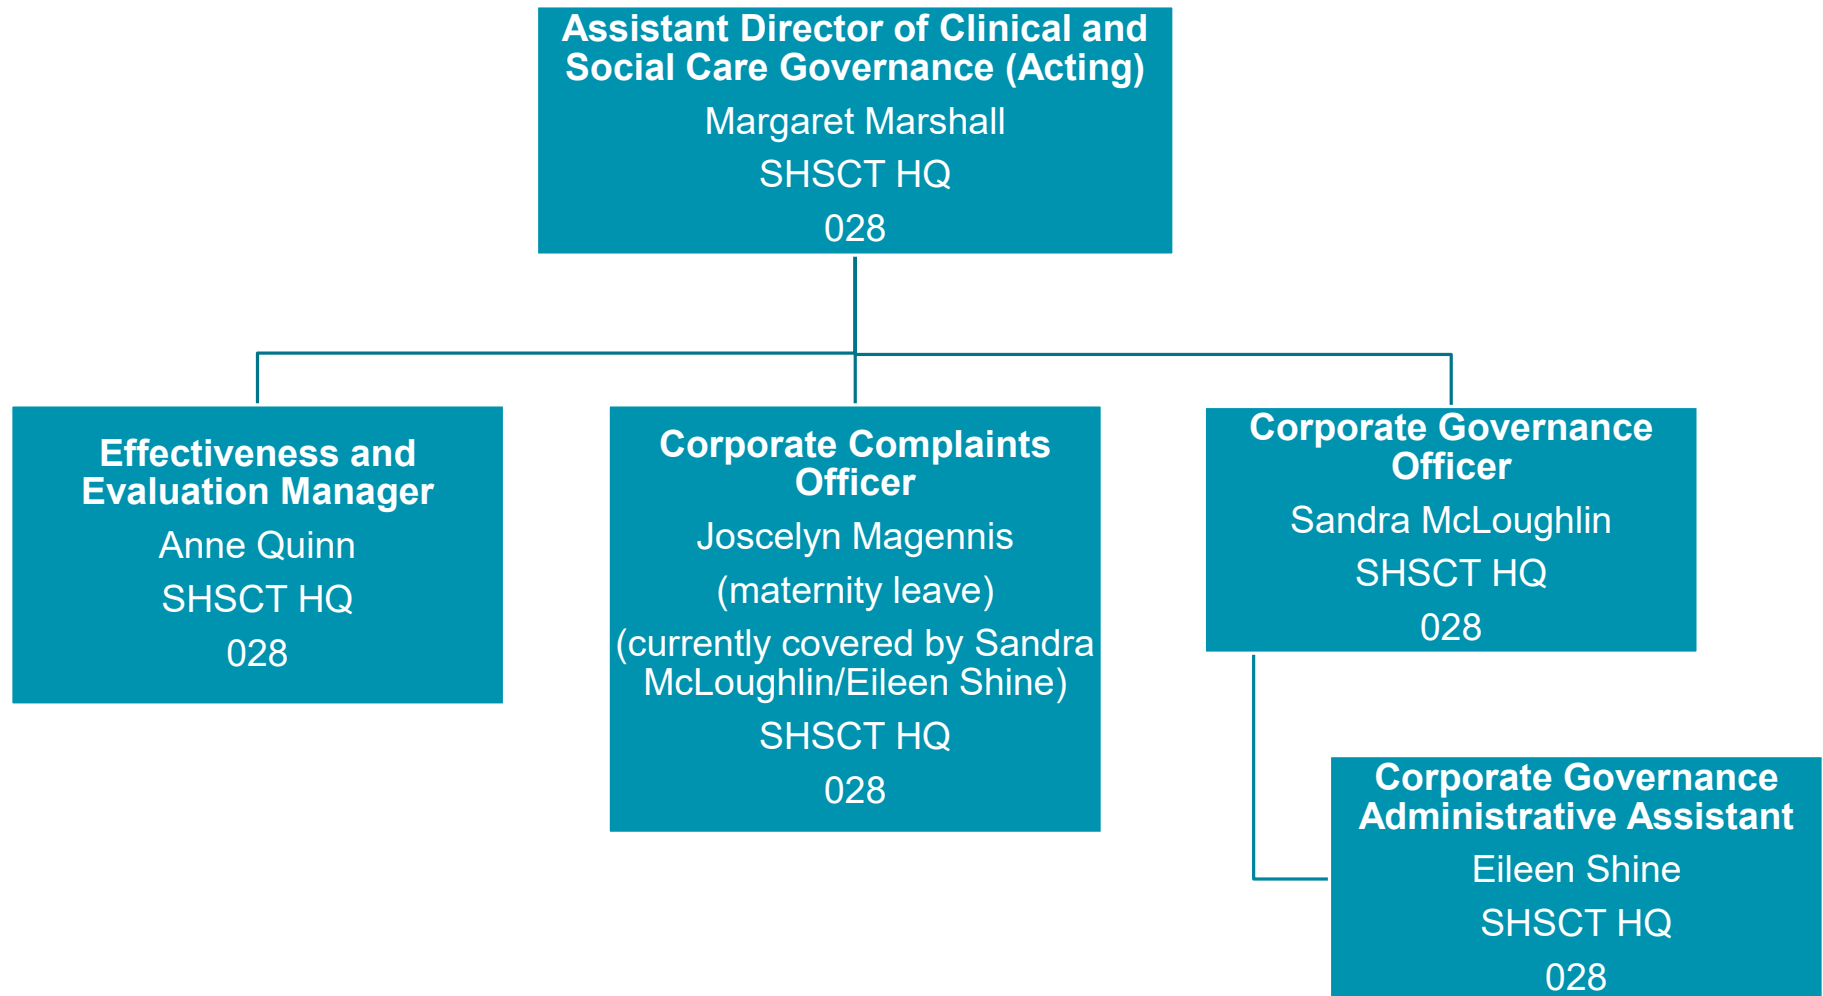 Assistant Director of Clinical and
Social Care Governance (Acting)
Margaret Marshall
SHSCT HQ
028
Effectiveness and
Evaluation Manager
Anne Quinn
SHSCT HQ
028
Corporate Complaints
Officer
Joscelyn Magennis
(maternity leave)
(currently covered by Sandra
McLoughlin/Eileen Shine)
SHSCT HQ
028
Corporate Governance
Officer
Sandra McLoughlin
SHSCT HQ
028
Corporate Governance
Administrative Assistant
Eileen Shine
SHSCT HQ
028